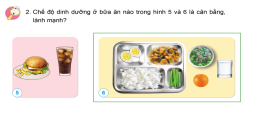 2. Chế độ dinh dưỡng ở bữa ăn nào trong hình 5 và 6 là cân bằng,
lành mạnh?
5
6